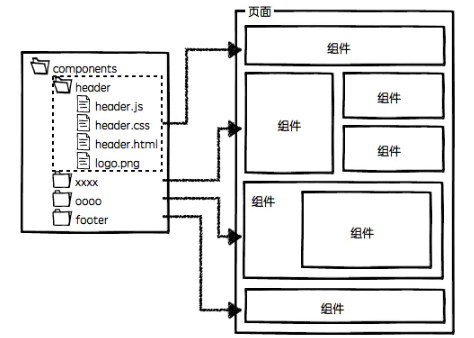 components
header
header.js
header.css
header.html
logo.png
xxxx
oooo
footer
页面
组件
组件
组件
组件
组件
组件
组件